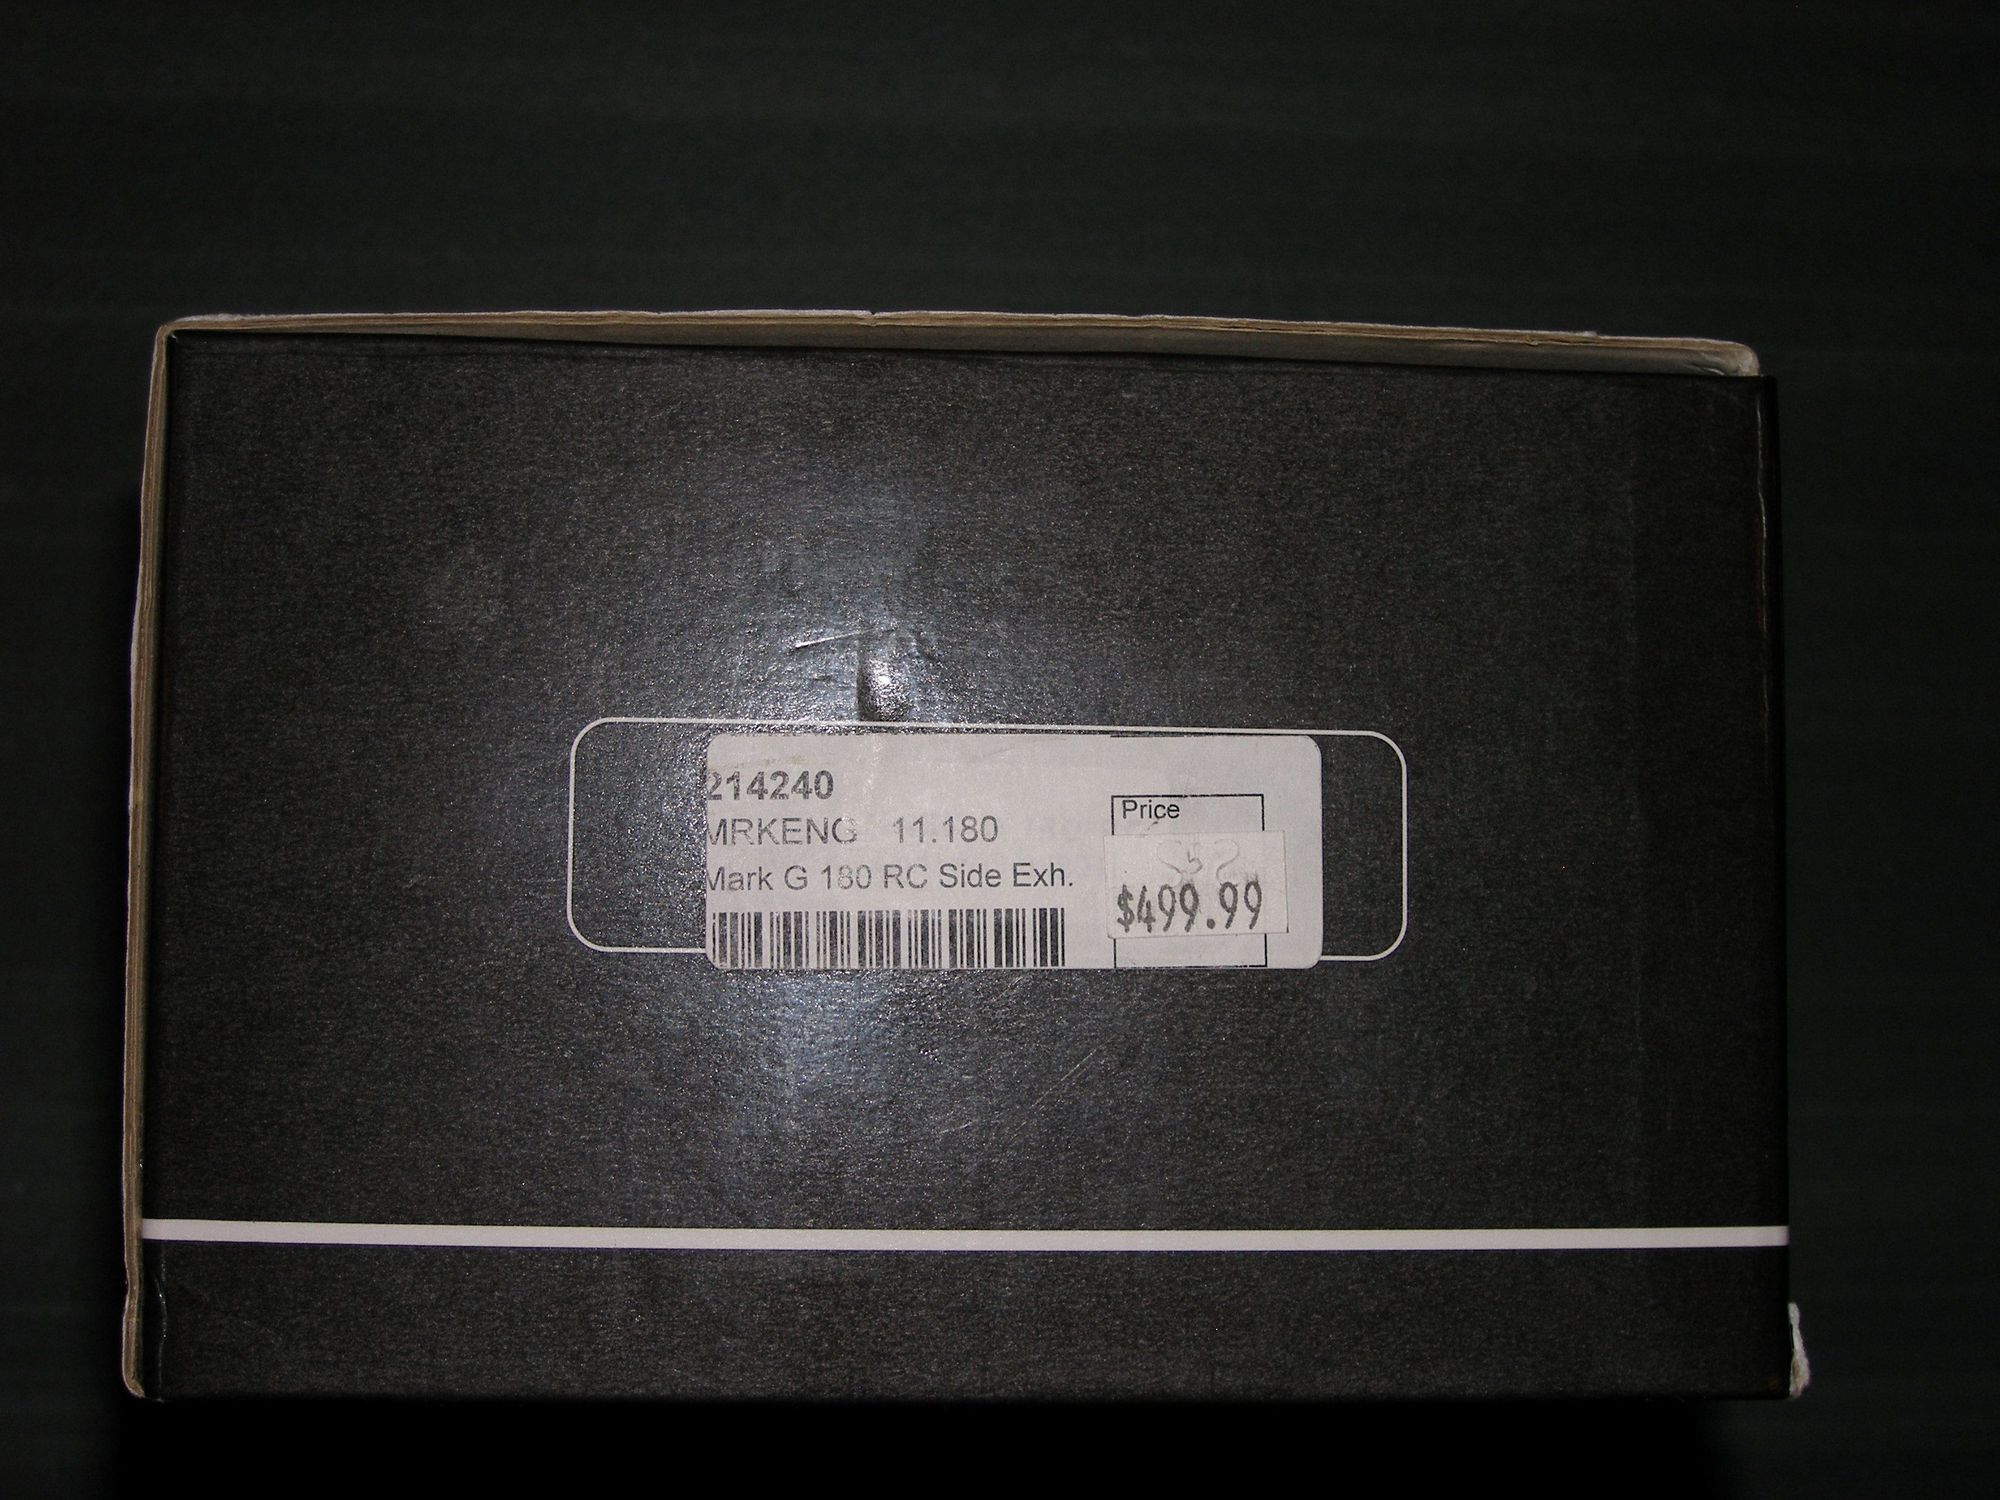 214240
MRKENG 11.180
Mark G 180 RC Side Exh.
Price
$499.99